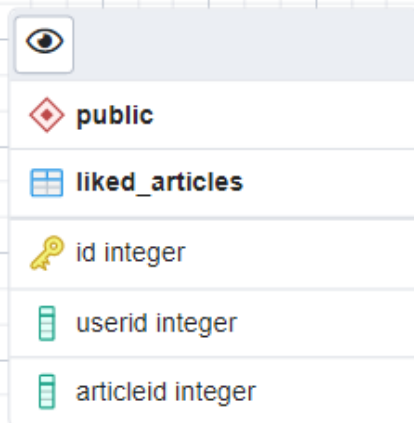 public
liked_articles
id integer
userid integer
articleid integer